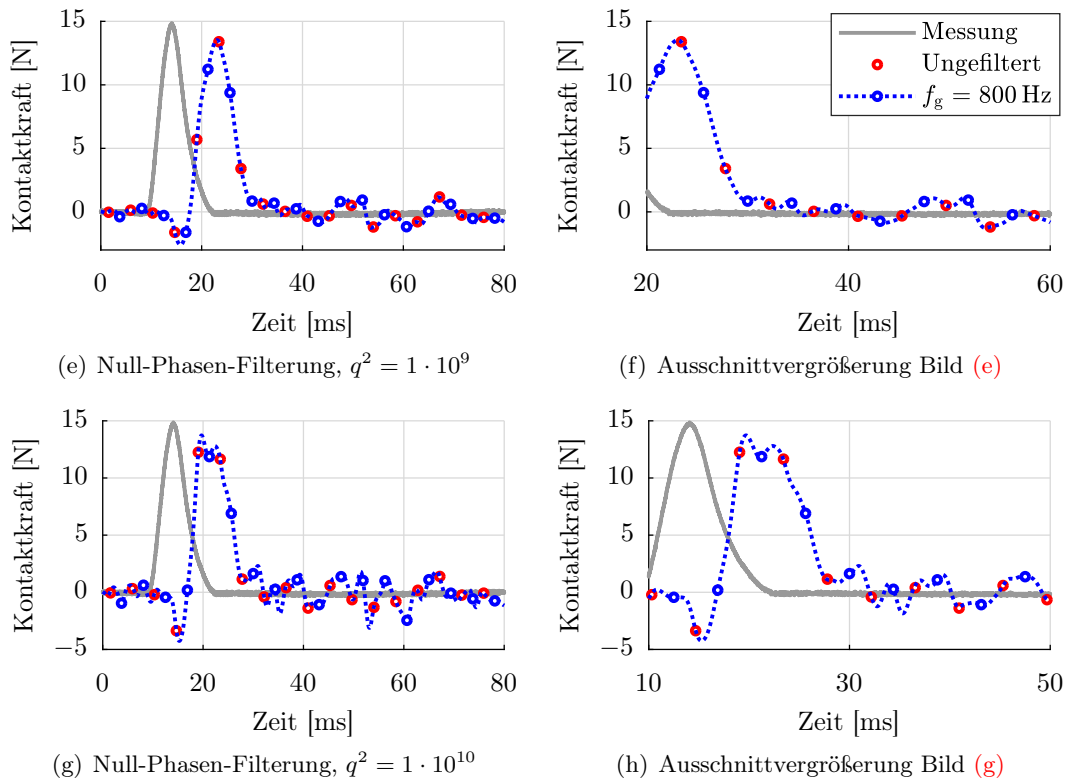 15
10
5
0
Kontaktkraft [N]
0 20 40 60 80
Zeit [ms]
(e) Null-Phasen-Filterung, q² = 1 · 10⁹
15
10
5
0
Kontaktkraft [N]
20 40 60
Zeit [ms]
Messung
Ungefiltert
f_g = 800 Hz
(f) Ausschnittvergrößerung Bild (e)
15
10
5
0
−5
Kontaktkraft [N]
0 20 40 60 80
Zeit [ms]
(g) Null-Phasen-Filterung, q² = 1 · 10¹⁰
15
10
5
0
−5
Kontaktkraft [N]
10 30 50
Zeit [ms]
(h) Ausschnittvergrößerung Bild (g)